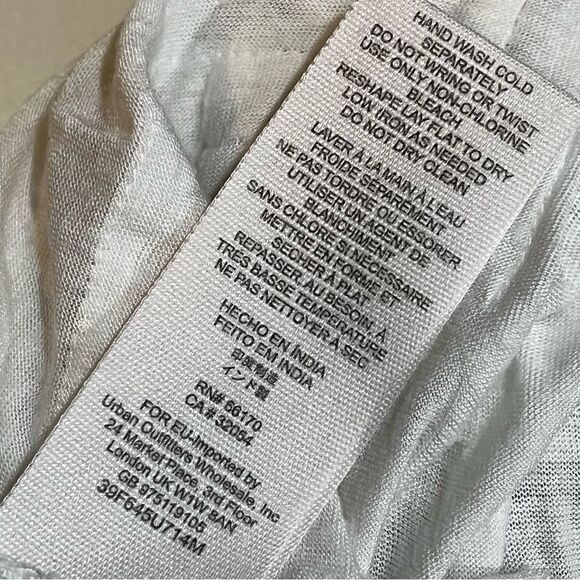 HAND WASH COLD
SEPARATELY
DO NOT WRING OR TWIST
USE ONLY NON-CHLORINE
BLEACH
RESHAPE LAY FLAT TO DRY
LOW IRON AS NEEDED
DO NOT DRY CLEAN
LAVER À LA MAIN À L'EAU
FROIDE SÉPAREMENT
NE PAS TORDRE OU ESSORER
UTILISER UN AGENT DE
BLANCHIMENT
SANS CHLORE SI NÉCESSAIRE
METTRE EN FORME ET
SÉCHER À PLAT
REPASSER AU BESOIN, À
TRÈS BASSE TEMPÉRATURE
NE PAS NETTOYER À SEC
HECHO EN INDIA
FEITO EM INDIA
印度制造
インド製
RN# 66170
CA# 32054
FOR EU-Imported by
Urban Outfitters Wholesale, Inc
24 Market Place, 3rd Floor
London UK W1W 8AN
GB 975119105
39F545U714M